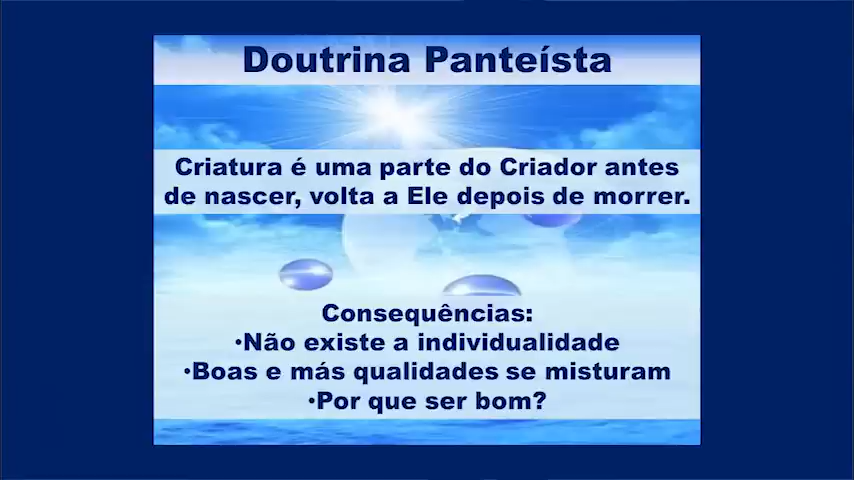 Doutrina Panteísta
Criatura é uma parte do Criador antes
de nascer, volta a Ele depois de morrer.
Consequências:
•Não existe a individualidade
•Boas e más qualidades se misturam
•Por que ser bom?